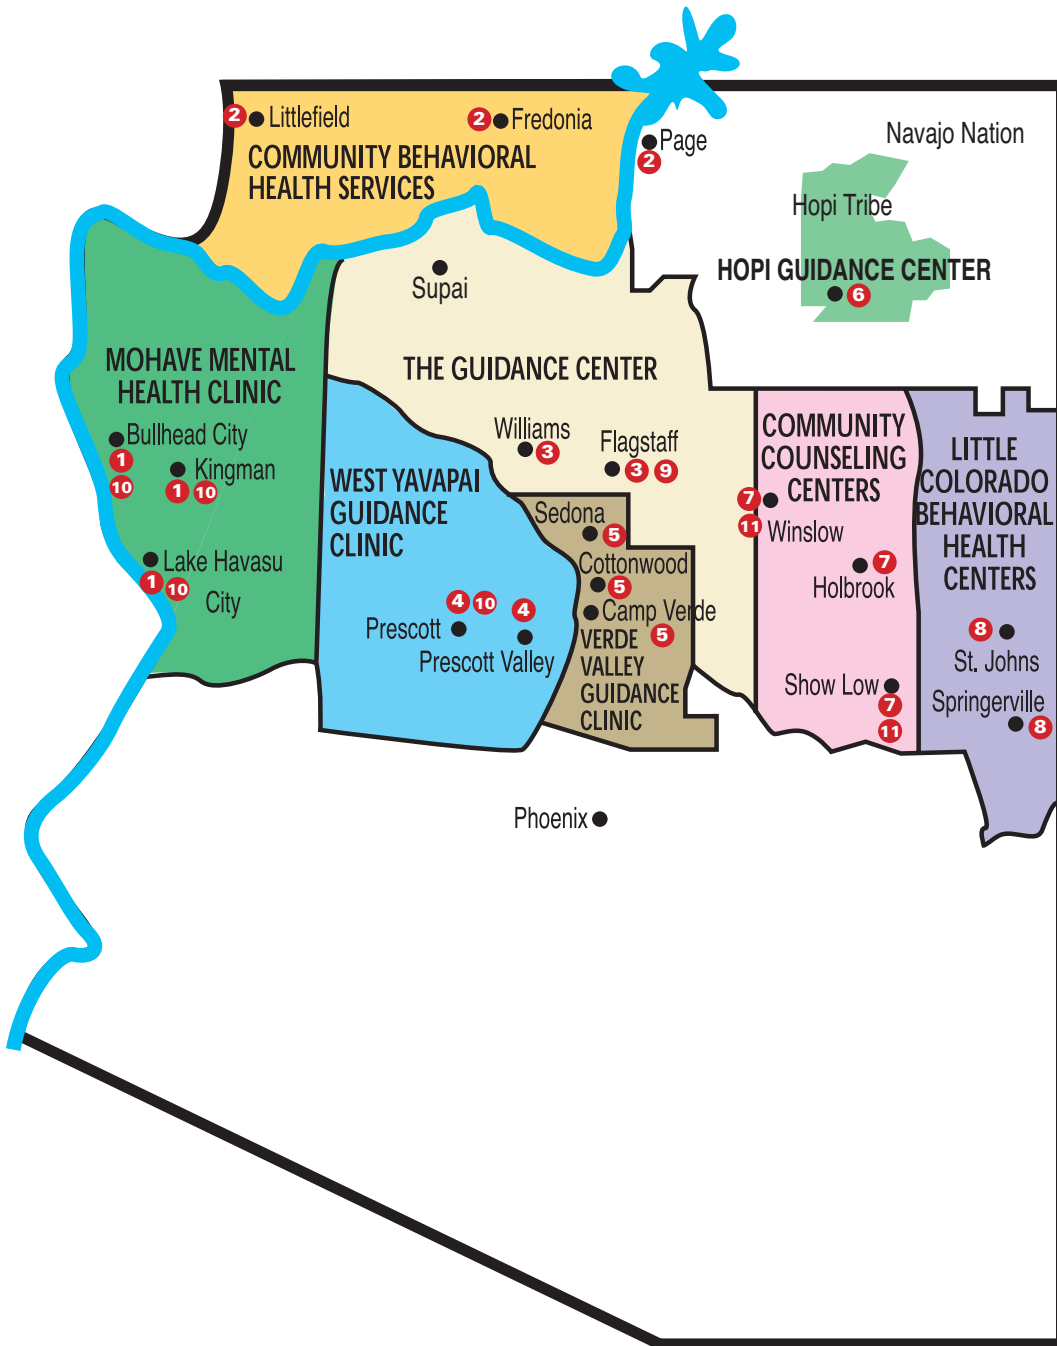 2 Littlefield
2 Fredonia
COMMUNITY BEHAVIORAL
HEALTH SERVICES
Page
2
Navajo Nation
Hopi Tribe
HOPI GUIDANCE CENTER
6
Supai
MOHAVE MENTAL
HEALTH CLINIC
Bullhead City
1
10
Kingman
1 10
Lake Havasu
City
1 10
THE GUIDANCE CENTER
Williams
3
Flagstaff
3 9
WEST YAVAPAI
GUIDANCE
CLINIC
4 10
Prescott
4
Prescott Valley
Sedona
5
Cottonwood
5
Camp Verde
5
VERDE
VALLEY
GUIDANCE
CLINIC
COMMUNITY
COUNSELING
CENTERS
7
11
Winslow
7
Holbrook
Show Low
7
11
LITTLE
COLORADO
BEHAVIORAL
HEALTH
CENTERS
8
St. Johns
Springerville
8
Phoenix